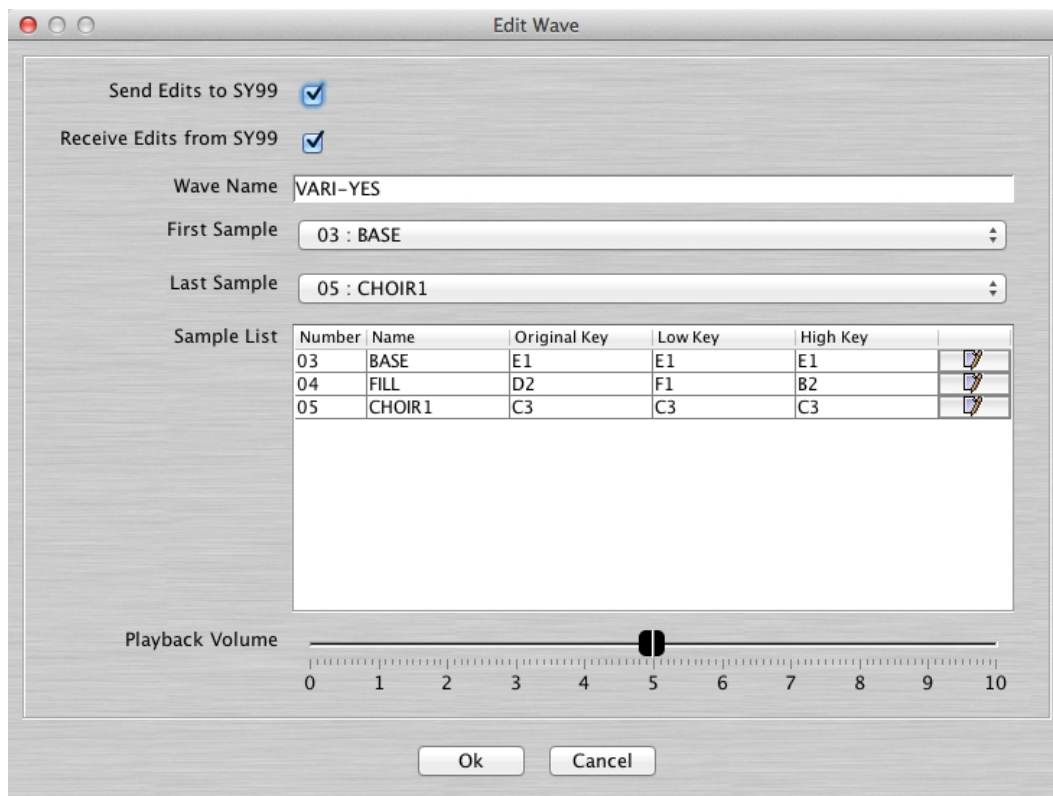 Edit Wave
Send Edits to SY99
Receive Edits from SY99
Wave Name VARI-YES
First Sample 03 : BASE
Last Sample 05 : CHOIR1
Sample List Number Name Original Key Low Key High Key
03 BASE E1 E1 E1
04 FILL D2 F1 B2
05 CHOIR1 C3 C3 C3
Playback Volume
0 1 2 3 4 5 6 7 8 9 10
Ok Cancel